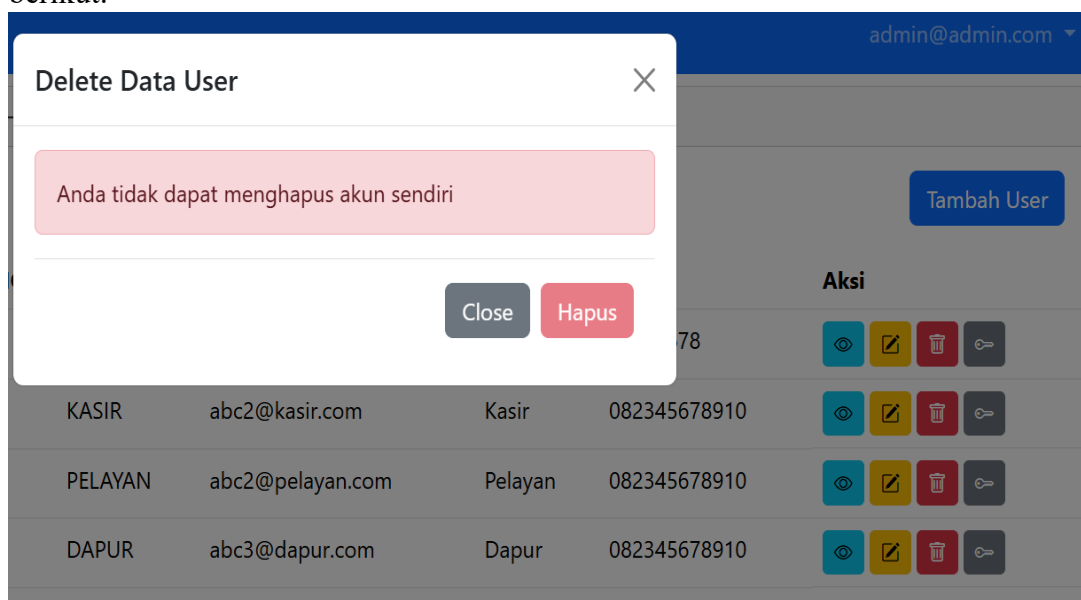 berikut.
admin@admin.com
Delete Data User
Anda tidak dapat menghapus akun sendiri
Tambah User
Aksi
Close Hapus
78
KASIR abc2@kasir.com Kasir 082345678910
PELAYAN abc2@pelayan.com Pelayan 082345678910
DAPUR abc3@dapur.com Dapur 082345678910